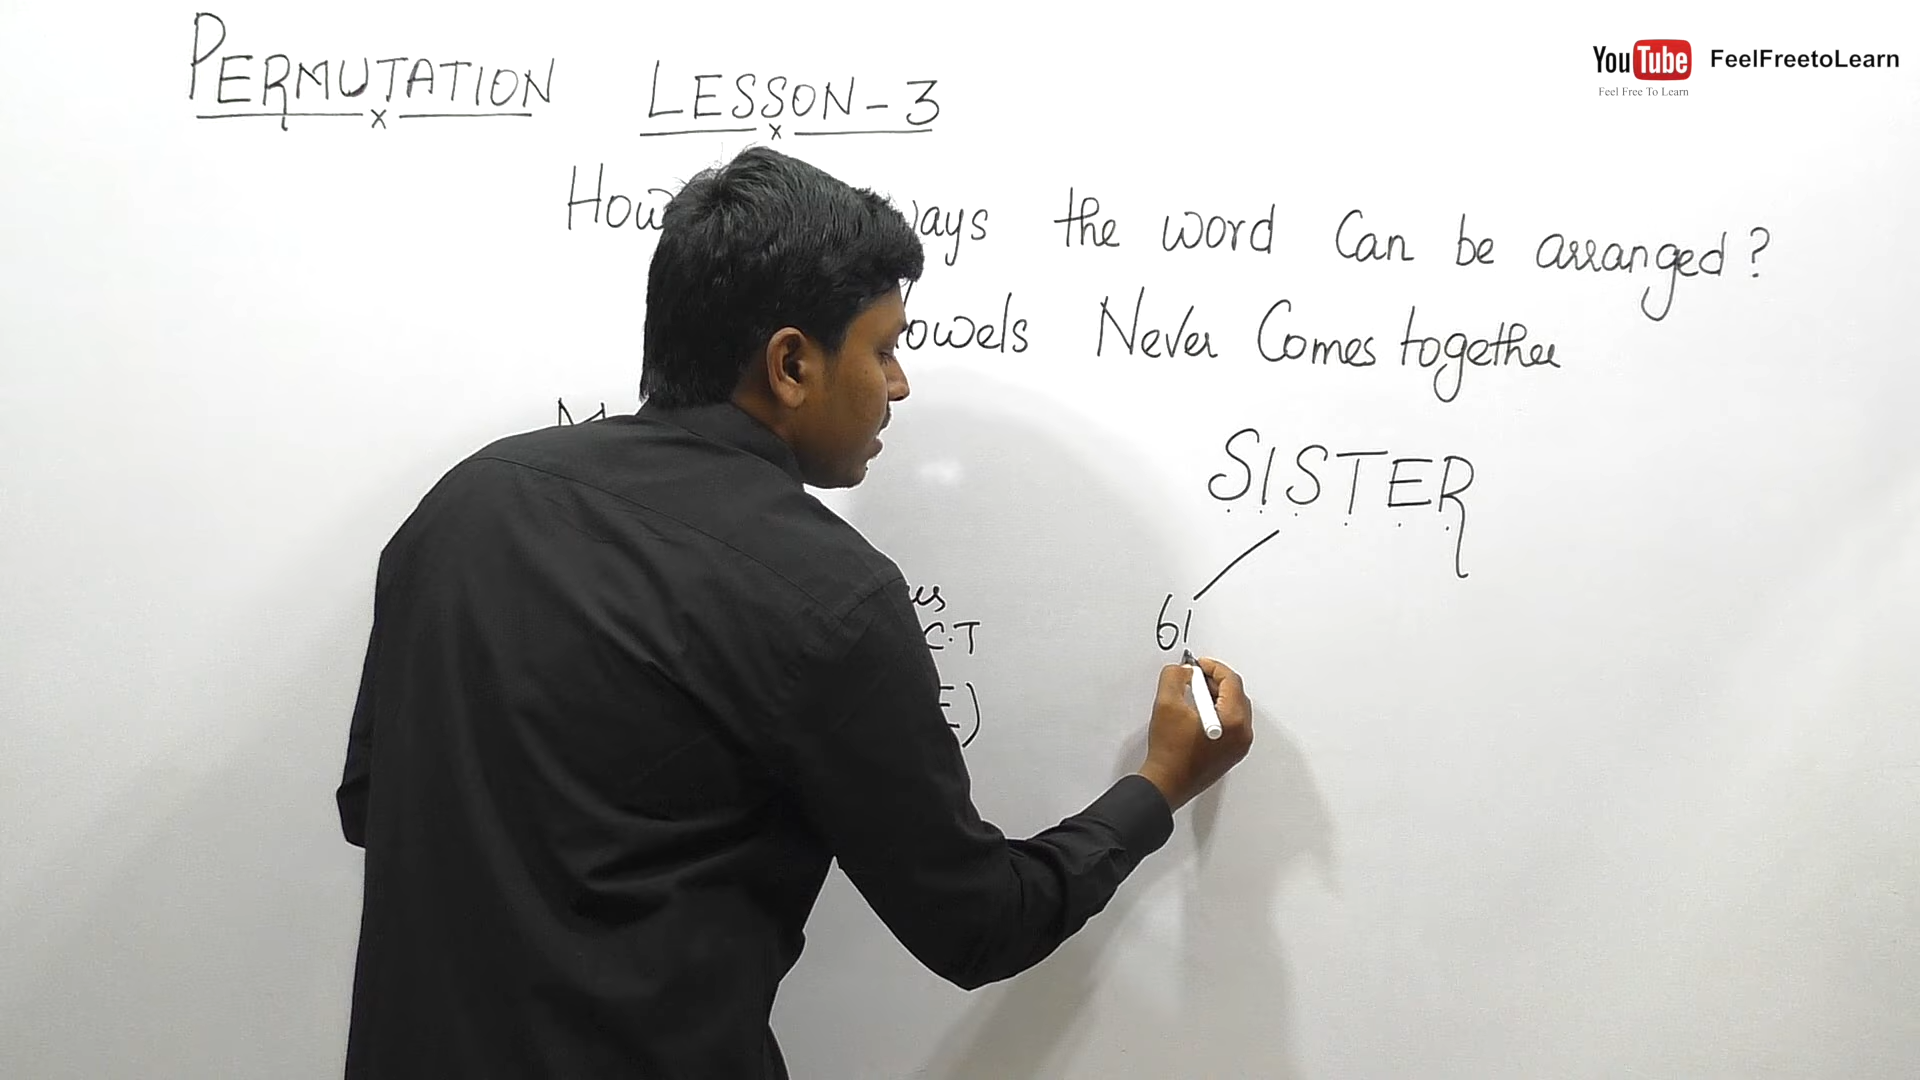 PERMUTATION LESSON-3
YouTube FeelFreetoLearn
Feel Free To Learn
How ways the word Can be arranged?
Never Comes together
SISTER
6!
C.T
E)